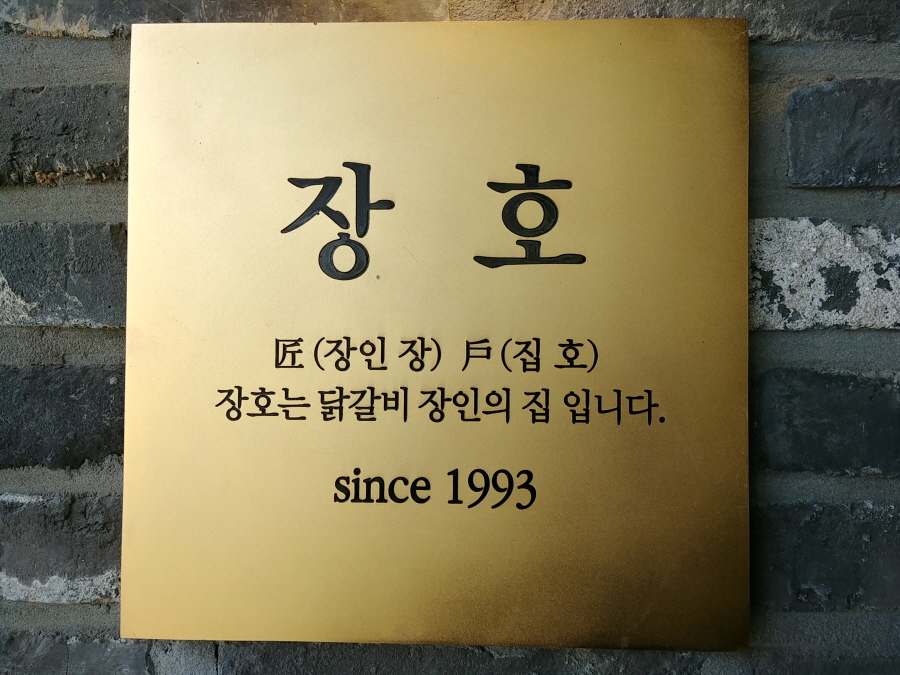 장 호
匠(장인 장) 戶(집 호)
장호는 닭갈비 장인의 집 입니다.
since 1993